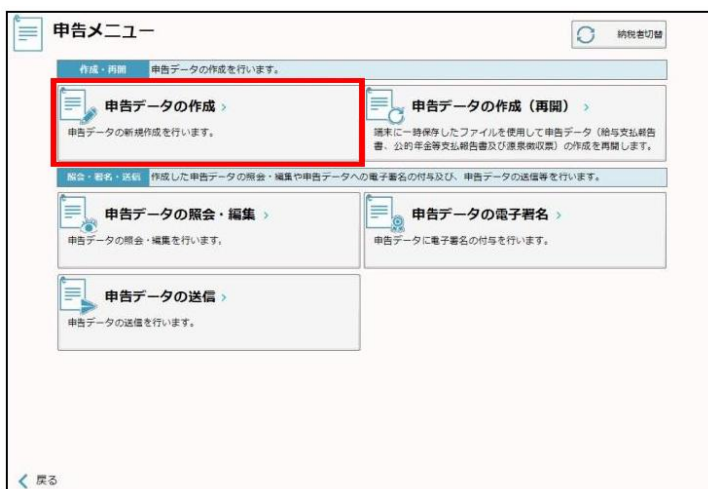 申告メニュー
納税者切替
作成・再開 申告データの作成を行います。
申告データの作成 >
申告データの新規作成を行います。
申告データの作成（再開） >
端末に一時保存したファイルを使用して申告データ（給与支払報告
書、公的年金等支払報告書及び源泉徴収票）の作成を再開します。
照会・署名・送信 作成した申告データの照会・編集や申告データへの電子署名の付与及び、申告データの送信等を行います。
申告データの照会・編集 >
申告データの照会・編集を行います。
申告データの電子署名 >
申告データに電子署名の付与を行います。
申告データの送信 >
申告データの送信を行います。
戻る